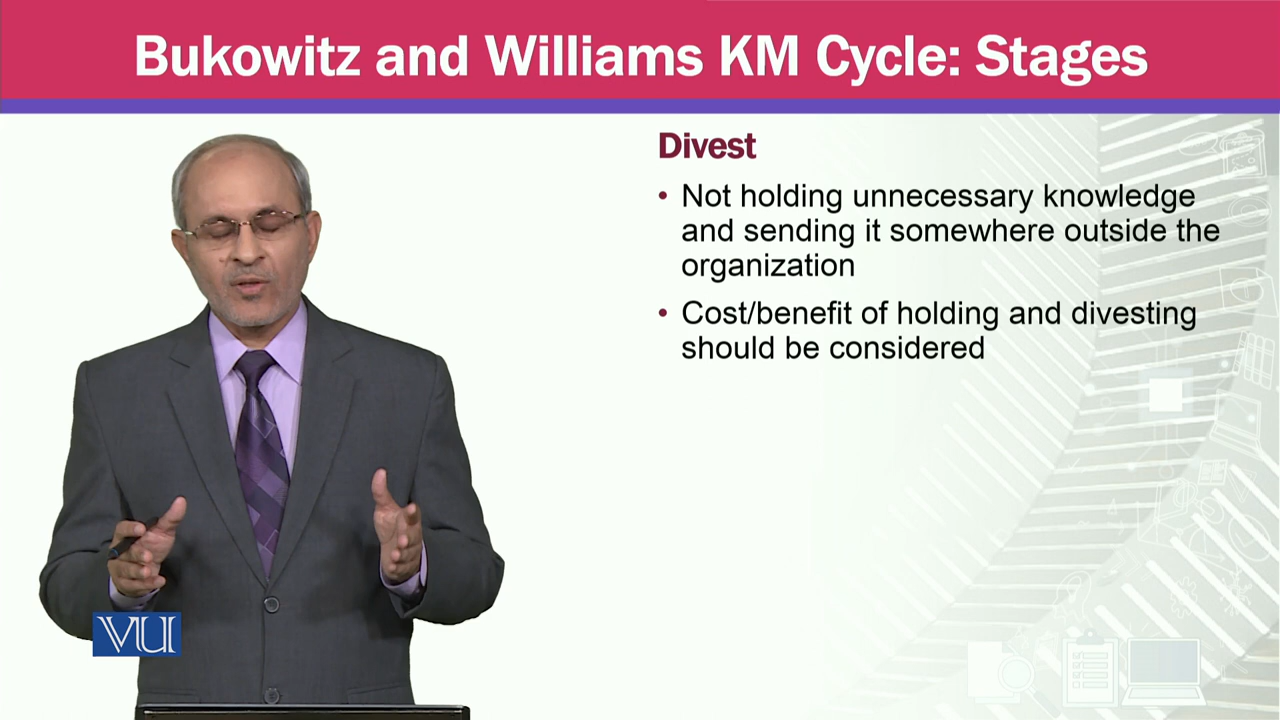 Bukowitz and Williams KM Cycle: Stages
Divest
• Not holding unnecessary knowledge
and sending it somewhere outside the
organization
• Cost/benefit of holding and divesting
should be considered
VU